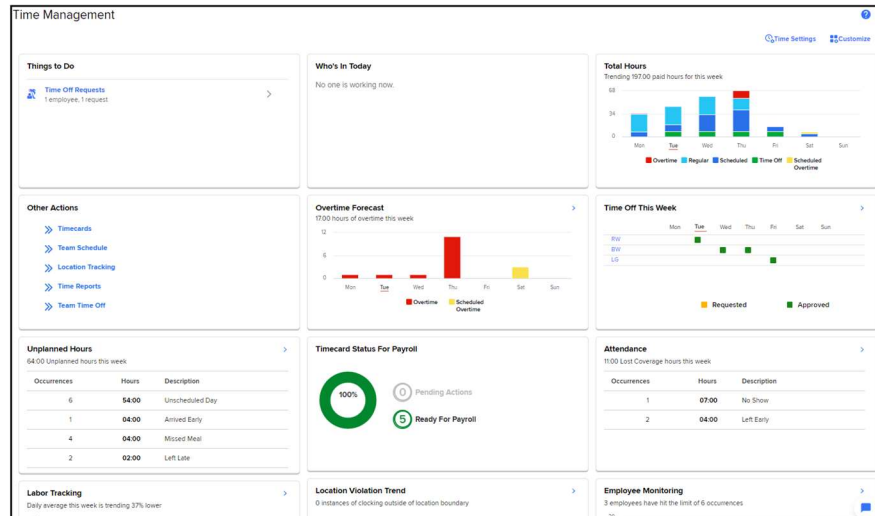 Time Management
Time Settings
Customize
Things to Do
Time Off Requests
1 employee, 1 request
Who's In Today
No one is working now.
Total Hours
Trending 197.00 paid hours for this week
68
34
0
Mon Tue Wed Thu Fri Sat Sun
Overtime Regular Scheduled Time Off Scheduled
Overtime
Other Actions
Timecards
Team Schedule
Location Tracking
Time Reports
Team Time Off
Overtime Forecast
17.00 hours of overtime this week
12
6
0
Mon Tue Wed Thu Fri Sat Sun
Overtime Scheduled
Overtime
Time Off This Week
Mon Tue Wed Thu Fri Sat Sun
RW
BW
LG
Requested Approved
Unplanned Hours
64:00 Unplanned hours this week
Occurrences Hours Description
6 54:00 Unscheduled Day
1 04:00 Arrived Early
4 04:00 Missed Meal
2 02:00 Left Late
Timecard Status For Payroll
100%
0 Pending Actions
5 Ready For Payroll
Attendance
11:00 Lost Coverage hours this week
Occurrences Hours Description
1 07:00 No Show
2 04:00 Left Early
Labor Tracking
Daily average this week is trending 37% lower
Location Violation Trend
0 instances of clocking outside of location boundary
Employee Monitoring
3 employees have hit the limit of 6 occurrences